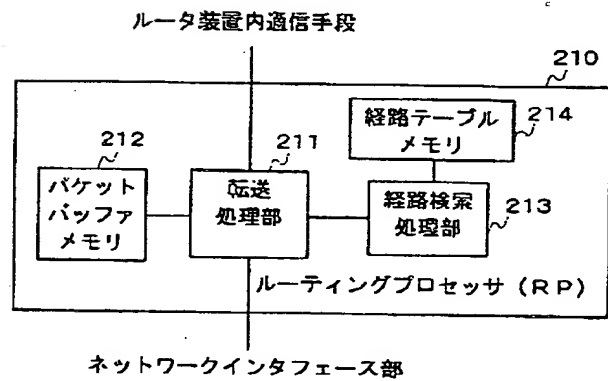 ルータ装置内通信手段
210
経路テーブル
メモリ
214
212
パケット
バッファ
メモリ
211
転送
処理部
経路検索
処理部
213
ルーティングプロセッサ(RP)
ネットワークインタフェース部